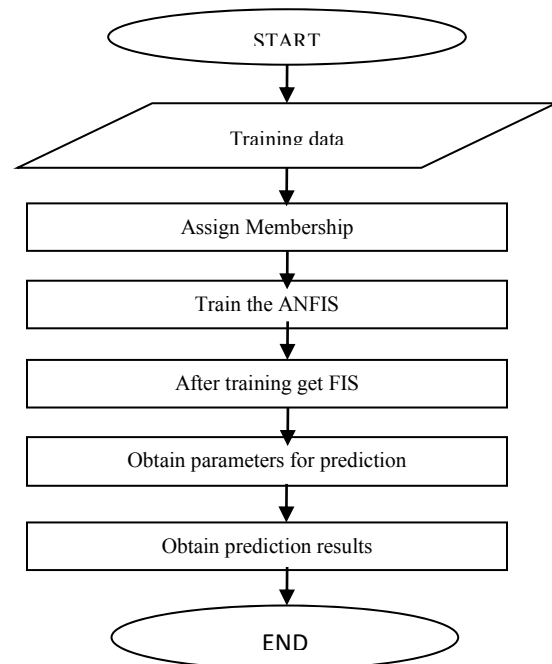 START
Training data
Assign Membership
Train the ANFIS
After training get FIS
Obtain parameters for prediction
Obtain prediction results
END